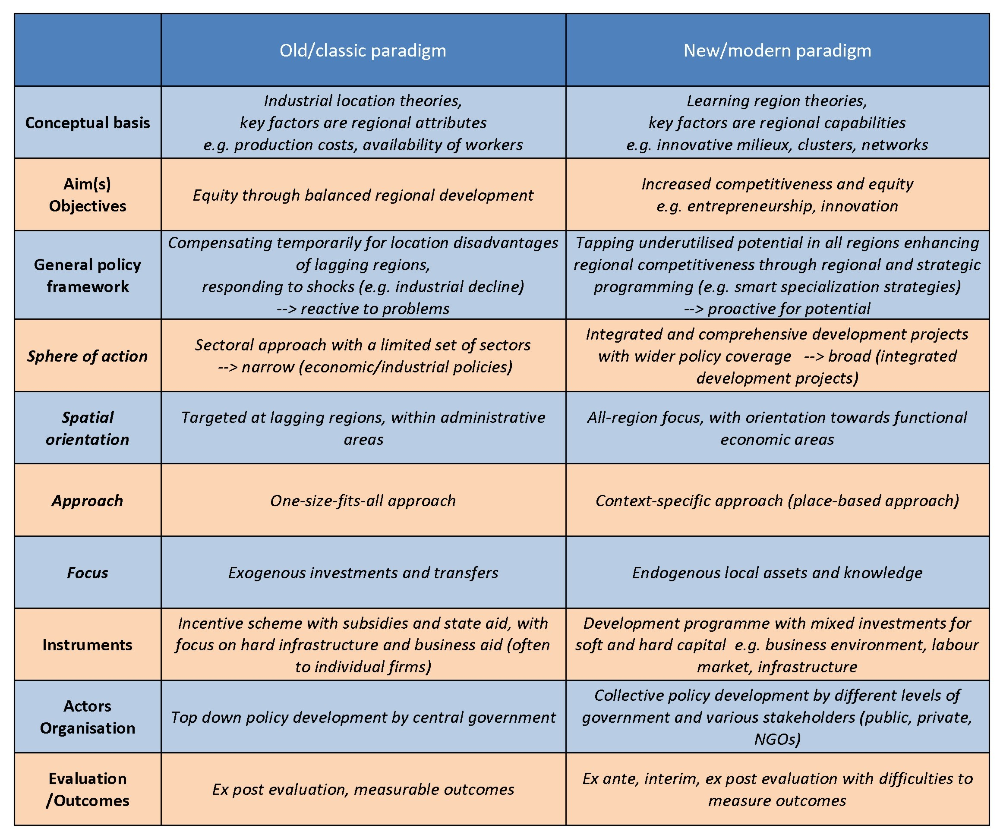 Old/classic paradigm
New/modern paradigm
Conceptual basis
Industrial location theories,
key factors are regional attributes
e.g. production costs, availability of workers
Learning region theories,
key factors are regional capabilities
e.g. innovative milieux, clusters, networks
Aim(s)
Objectives
Equity through balanced regional development
Increased competitiveness and equity
e.g. entrepreneurship, innovation
General policy
framework
Compensating temporarily for location disadvantages
of lagging regions,
responding to shocks (e.g. industrial decline)
--> reactive to problems
Tapping underutilised potential in all regions enhancing
regional competitiveness through regional and strategic
programming (e.g. smart specialization strategies)
--> proactive for potential
Sphere of action
Sectoral approach with a limited set of sectors
--> narrow (economic/industrial policies)
Integrated and comprehensive development projects
with wider policy coverage --> broad (integrated
development projects)
Spatial
orientation
Targeted at lagging regions, within administrative
areas
All-region focus, with orientation towards functional
economic areas
Approach
One-size-fits-all approach
Context-specific approach (place-based approach)
Focus
Exogenous investments and transfers
Endogenous local assets and knowledge
Instruments
Incentive scheme with subsidies and state aid, with
focus on hard infrastructure and business aid (often
to individual firms)
Development programme with mixed investments for
soft and hard capital e.g. business environment, labour
market, infrastructure
Actors
Organisation
Top down policy development by central government
Collective policy development by different levels of
government and various stakeholders (public, private,
NGOs)
Evaluation
/Outcomes
Ex post evaluation, measurable outcomes
Ex ante, interim, ex post evaluation with difficulties to
measure outcomes